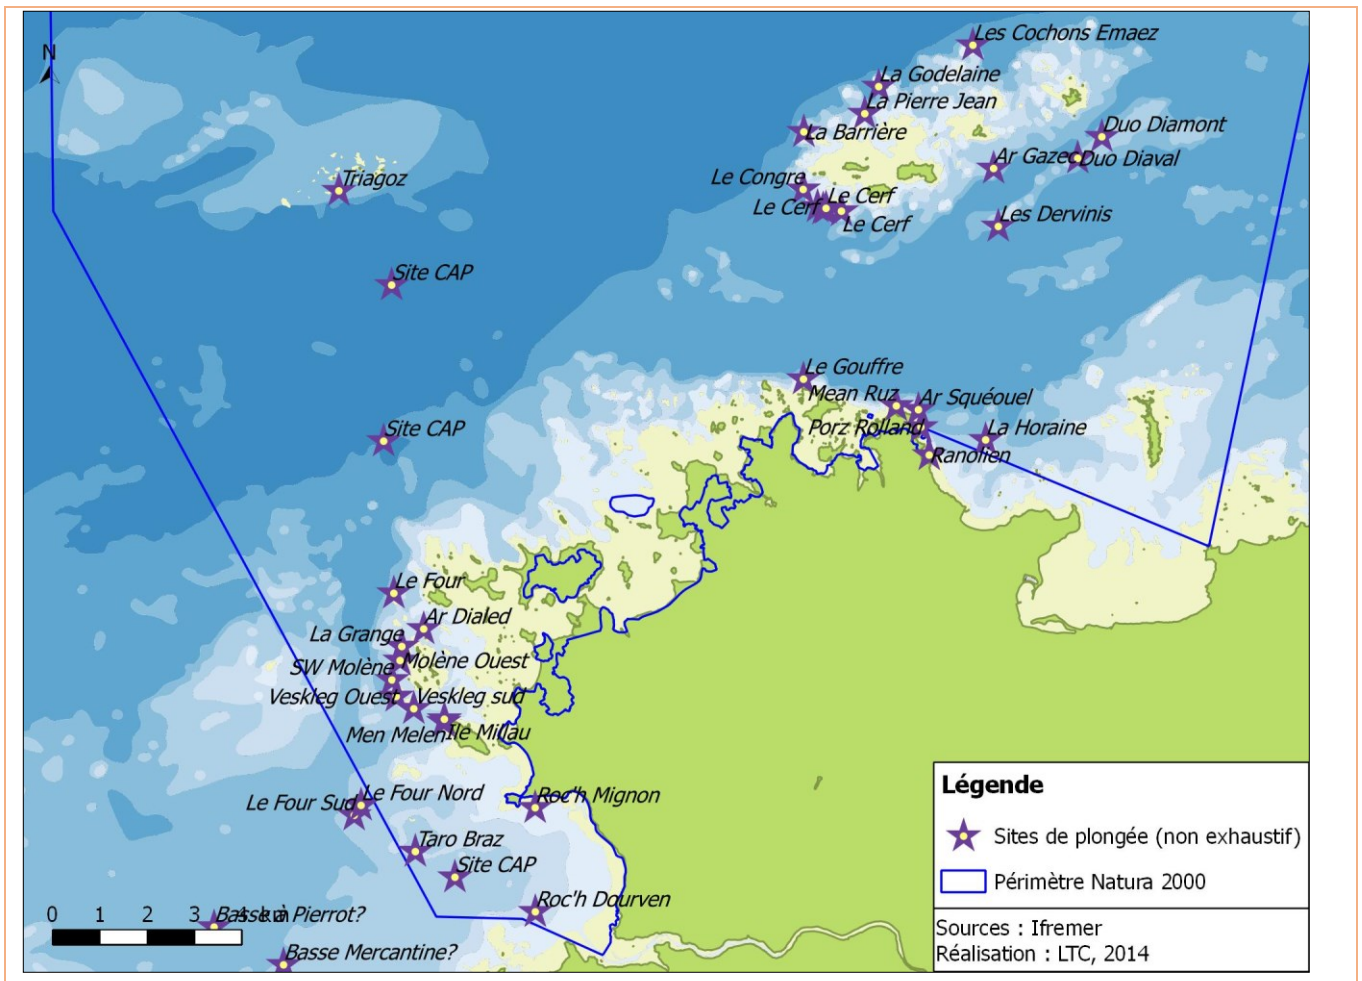 Les Cochons Emaez
N
La Godelaine
La Pierre Jean
Duo Diamont
La Barrière
Ar Gazec
Duo Diaval
Triagoz
Le Congre
Le Cerf
Le Cerf
Le Cerf
Les Dervinis
Site CAP
Le Gouffre
Mean Ruz
Ar Squéouel
Site CAP
Porz Rolland
La Horaine
Ranolien
Le Four
Ar Dialed
La Grange
SW Molène
Molène Ouest
Veskleg Ouest
Veskleg sud
Men Melen
Ile Millau
Le Four Sud
Le Four Nord
Roc'h Mignon
Taro Braz
Site CAP
Roc'h Dourven
0 1 2 3 4 km
Basse à Pierrot?
Basse Mercantine?
Légende
Sites de plongée (non exhaustif)
Périmètre Natura 2000
Sources : Ifremer
Réalisation : LTC, 2014